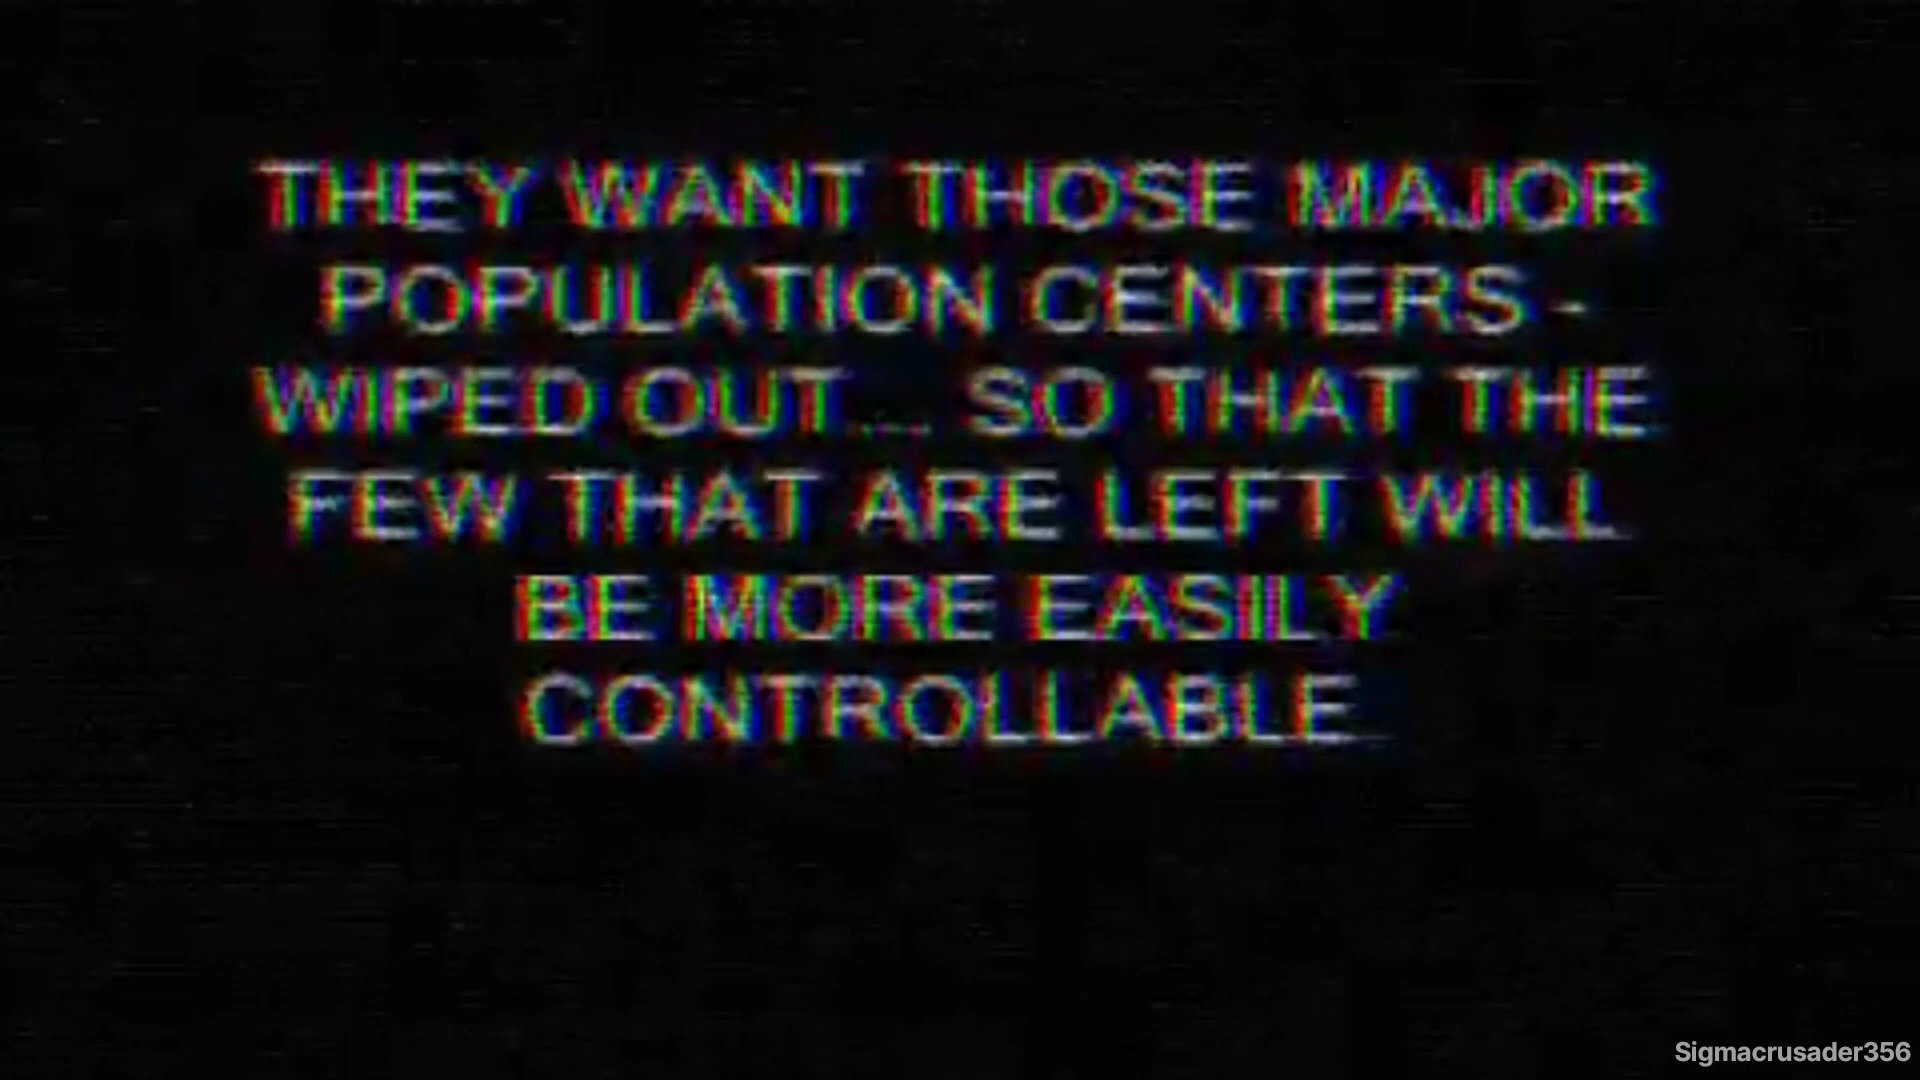 THEY WANT THOSE MAJOR
POPULATION CENTERS -
WIPED OUT... SO THAT THE
FEW THAT ARE LEFT WILL
BE MORE EASILY
CONTROLLABLE
Sigmacrusader356